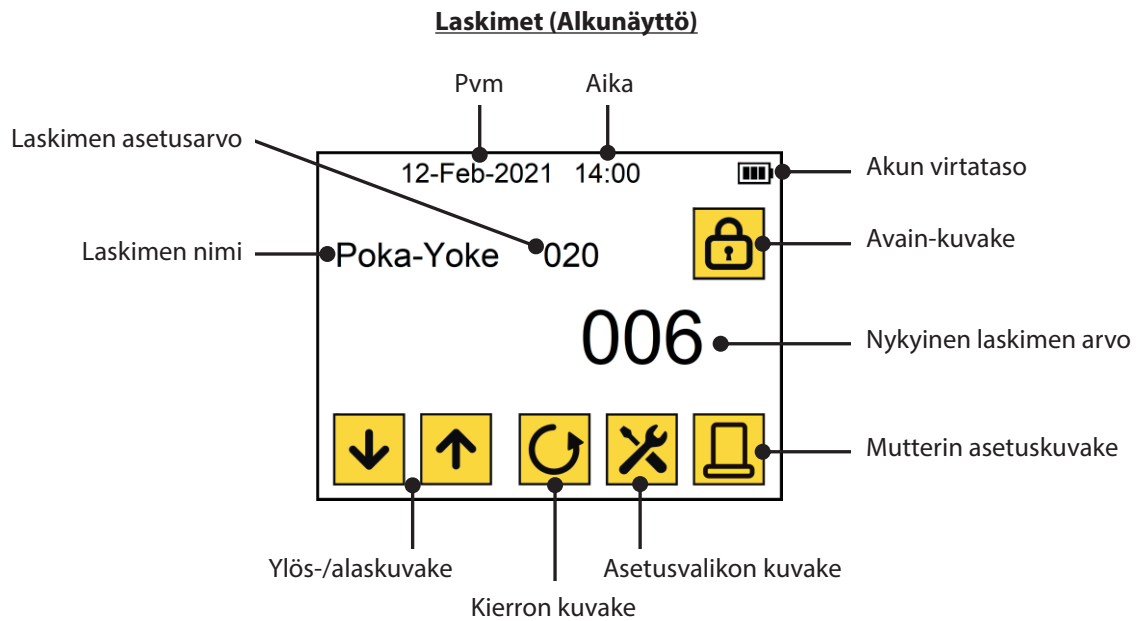 Laskimet (Alkunäyttö)
Pvm
Aika
Laskimen asetusarvo
12-Feb-2021 14:00
Akun virtataso
Laskimen nimi
Poka-Yoke 020
Avain-kuvake
006
Nykyinen laskimen arvo
Mutterin asetuskuvake
Ylös-/alaskuvake
Asetusvalikon kuvake
Kierron kuvake